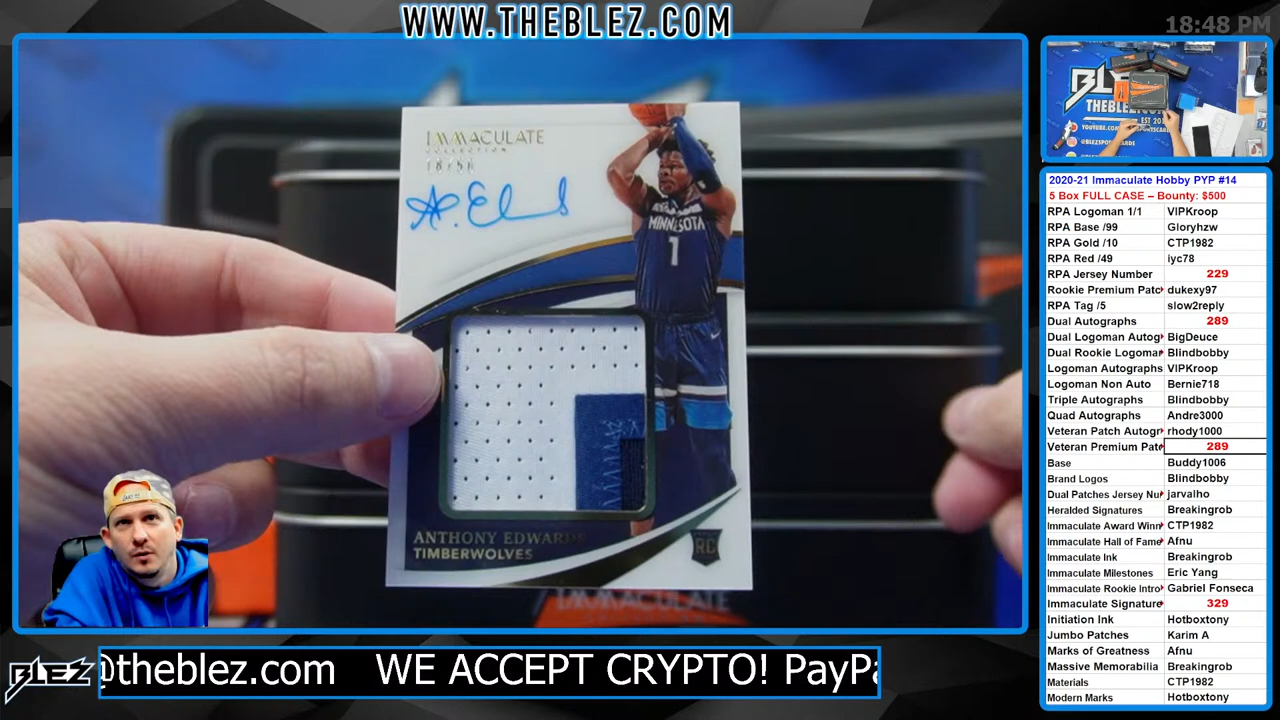 WWW.THEBLEZ.COM
18:48 PM
IMMACULATE
COLLECTION
A. Ed
MINNESOTA
1
ANTHONY EDWARDS
TIMBERWOLVES
RC
IMMACULATE
BLEZ
THEBLEZ
2020-21 Immaculate Hobby PYP #14
5 Box FULL CASE – Bounty: $500
RPA Logoman 1/1 VIPKroop
RPA Base /99 Gloryhzw
RPA Gold /10 CTP1982
RPA Red /49 iyc78
RPA Jersey Number 229
Rookie Premium Patc dukexy97
RPA Tag /5 slow2reply
Dual Autographs 289
Dual Logoman Autog BigDeuce
Dual Rookie Logomar Blindbobby
Logoman Autographs VIPKroop
Logoman Non Auto Bernie718
Triple Autographs Blindbobby
Quad Autographs Andre3000
Veteran Patch Autogr rhody1000
Veteran Premium Pat 289
Base Buddy1006
Brand Logos Blindbobby
Dual Patches Jersey Nu jarvalho
Heralded Signatures Breakingrob
Immaculate Award Winn CTP1982
Immaculate Hall of Fame Afnu
Immaculate Ink Breakingrob
Immaculate Milestones Eric Yang
Immaculate Rookie Intro Gabriel Fonseca
Immaculate Signature 329
Initiation Ink Hotboxtony
Jumbo Patches Karim A
Marks of Greatness Afnu
Massive Memorabilia Breakingrob
Materials CTP1982
Modern Marks Hotboxtony
BLEZ
@theblez.com WE ACCEPT CRYPTO! PayPa